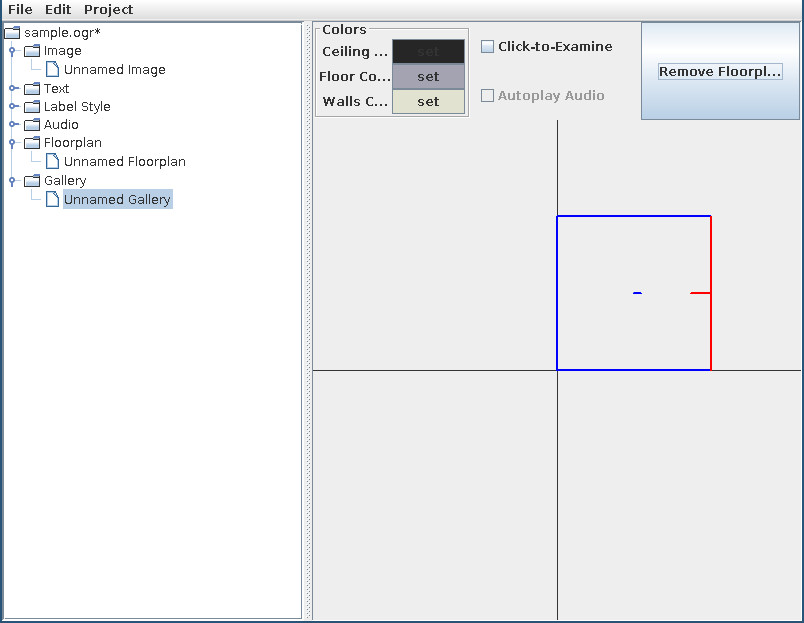 File Edit Project
sample.ogr*
Image
Unnamed Image
Text
Label Style
Audio
Floorplan
Unnamed Floorplan
Gallery
Unnamed Gallery
Colors
Ceiling ... set
Floor Co... set
Walls C... set
Click-to-Examine
Autoplay Audio
Remove Floorpl...